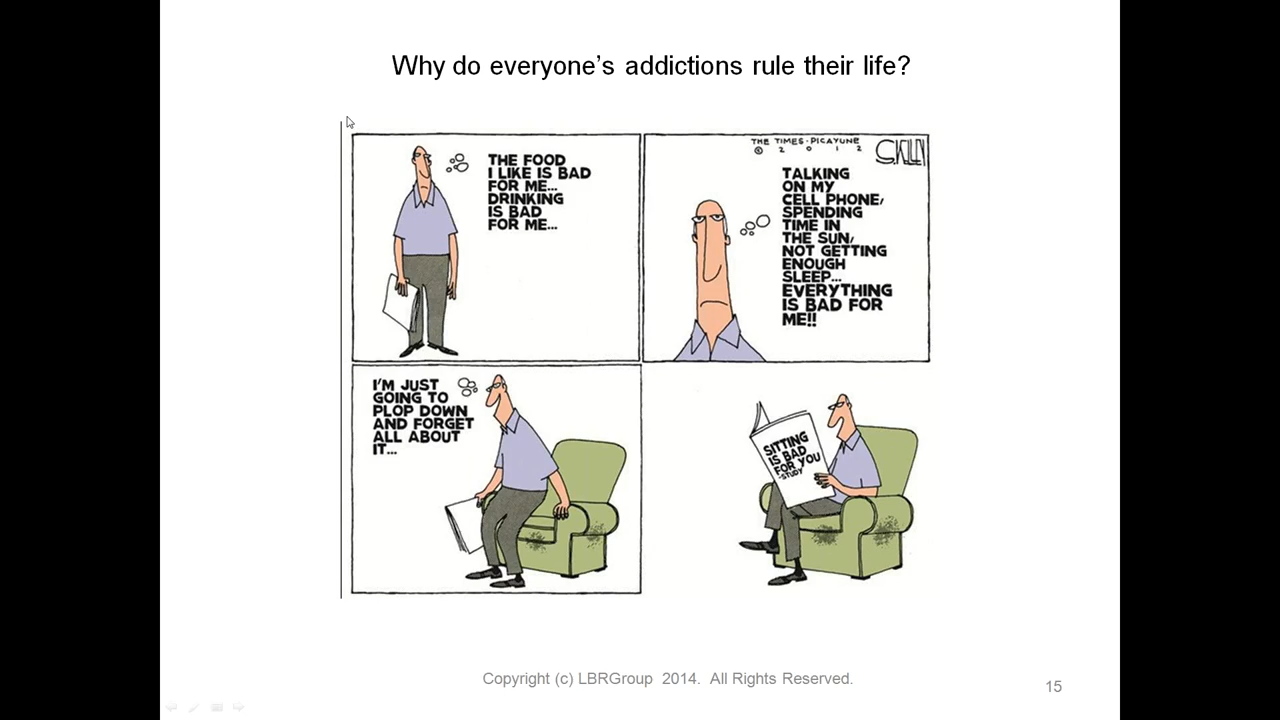 Why do everyone’s addictions rule their life?
THE FOOD
I LIKE IS BAD
FOR ME...
DRINKING
IS BAD
FOR ME...
THE TIMES-PICAYUNE
© 2012
S.KELLEY
TALKING
ON MY
CELL PHONE,
SPENDING
TIME IN
THE SUN,
NOT GETTING
ENOUGH
SLEEP...
EVERYTHING
IS BAD FOR
ME!!
I'M JUST
GOING TO
PLOP DOWN
AND FORGET
ALL ABOUT
IT...
SITTING
IS BAD
FOR YOU
-STUDY
Copyright (c) LBRGroup 2014. All Rights Reserved.
15